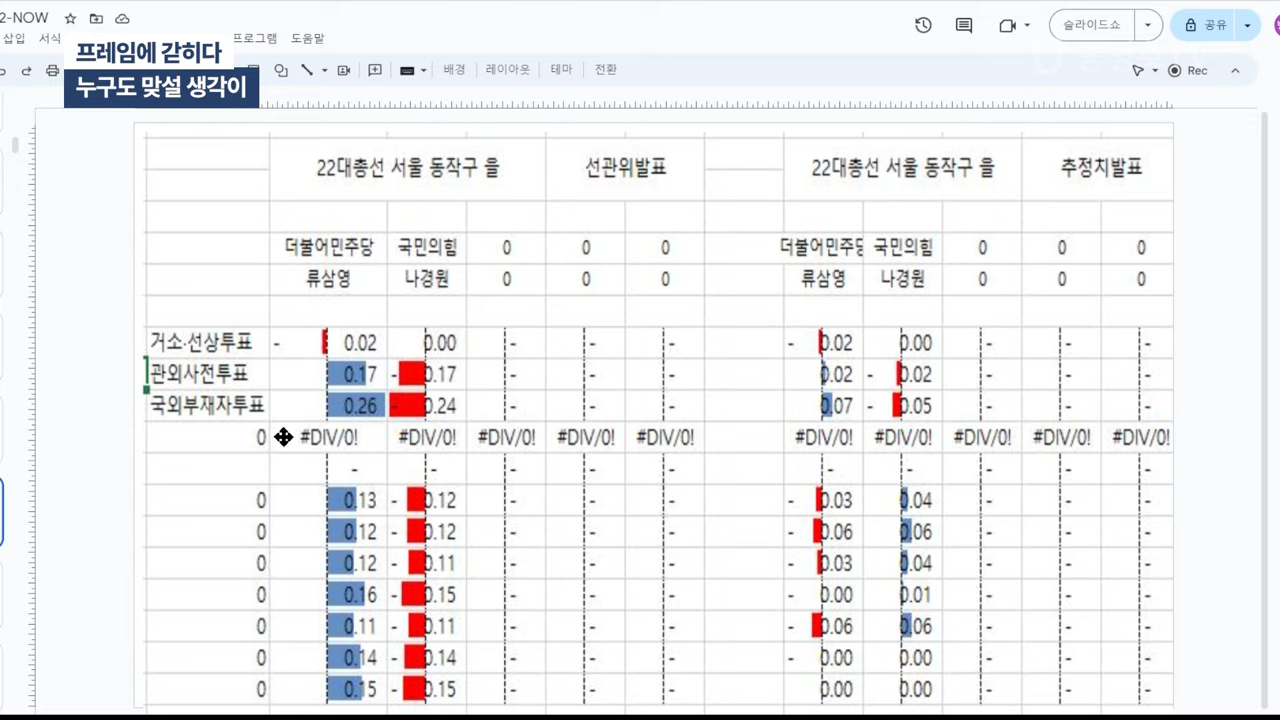 2-NOW
삽입 서식 프로그램 도움말
슬라이드쇼 공유
프레임에 갇히다
누구도 맞설 생각이
배경 레이아웃 테마 전환 Rec
22대총선 서울 동작구 을 선관위발표 22대총선 서울 동작구 을 추정치발표
더불어민주당 국민의힘 0 0 0 더불어민주당 국민의힘 0 0 0
류삼영 나경원 0 0 0 류삼영 나경원 0 0 0
거소·선상투표 - 0.02 0.00 - - - - 0.02 0.00 - - -
관외사전투표 0.17 - 0.17 - - - 0.02 - 0.02 - - -
국외부재자투표 0.26 - 0.24 - - - 0.07 - 0.05 - - -
0 #DIV/0! #DIV/0! #DIV/0! #DIV/0! #DIV/0! #DIV/0! #DIV/0! #DIV/0! #DIV/0! #DIV/0!
- - - - - - - - - -
0 0.13 - 0.12 - - - - 0.03 0.04 - - -
0 0.12 - 0.12 - - - - 0.06 0.06 - - -
0 0.12 - 0.11 - - - - 0.03 0.04 - - -
0 0.16 - 0.15 - - - - 0.00 0.01 - - -
0 0.11 - 0.11 - - - - 0.06 0.06 - - -
0 0.14 - 0.14 - - - - 0.00 0.00 - - -
0 0.15 - 0.15 - - - 0.00 0.00 - - -